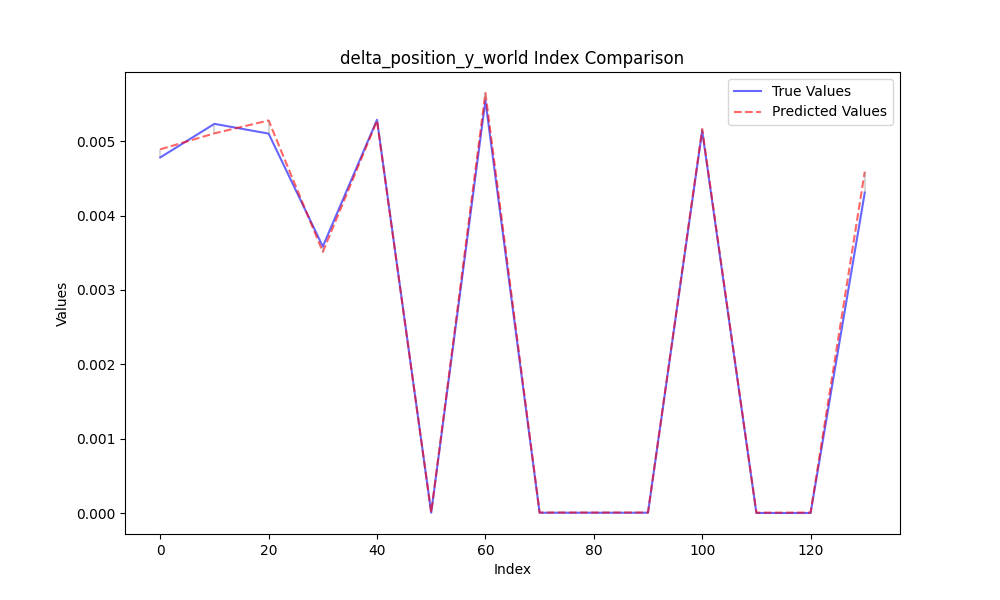 delta_position_y_world Index Comparison
True Values
Predicted Values
Values
0.005
0.004
0.003
0.002
0.001
0.000
0 20 40 60 80 100 120
Index